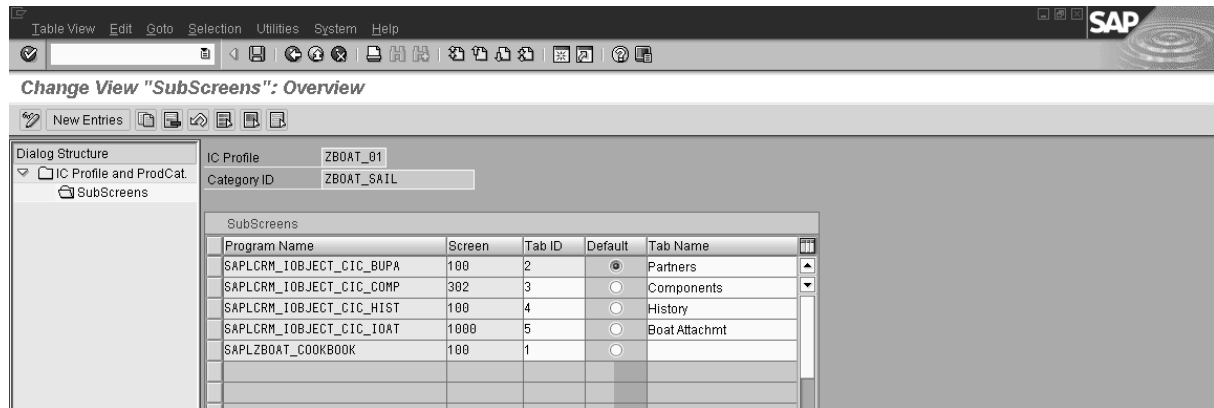 Table View Edit Goto Selection Utilities System Help
SAP
Change View "SubScreens": Overview
New Entries
Dialog Structure
IC Profile and ProdCat.
SubScreens
IC Profile ZBOAT_01
Category ID ZBOAT_SAIL
SubScreens
Program Name Screen Tab ID Default Tab Name
SAPLCRM_IOBJECT_CIC_BUPA 100 2 Partners
SAPLCRM_IOBJECT_CIC_COMP 302 3 Components
SAPLCRM_IOBJECT_CIC_HIST 100 4 History
SAPLCRM_IOBJECT_CIC_IOAT 1000 5 Boat Attachmt
SAPLZBOAT_COOKBOOK 100 1